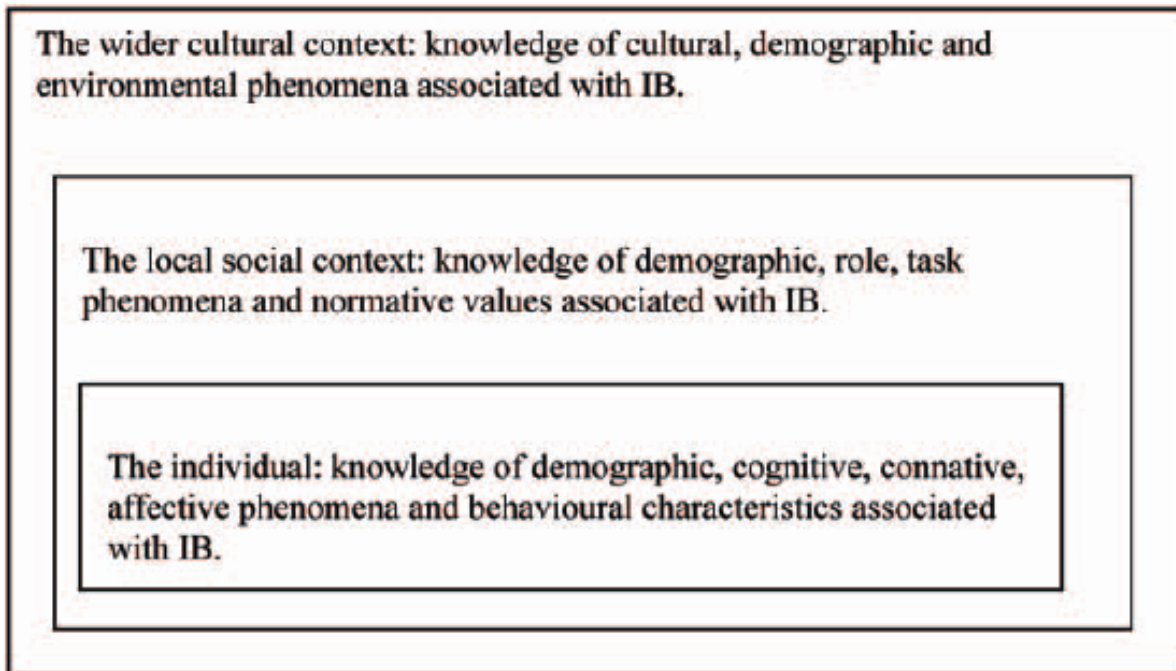 The wider cultural context: knowledge of cultural, demographic and
environmental phenomena associated with IB.
The local social context: knowledge of demographic, role, task
phenomena and normative values associated with IB.
The individual: knowledge of demographic, cognitive, connative,
affective phenomena and behavioural characteristics associated
with IB.